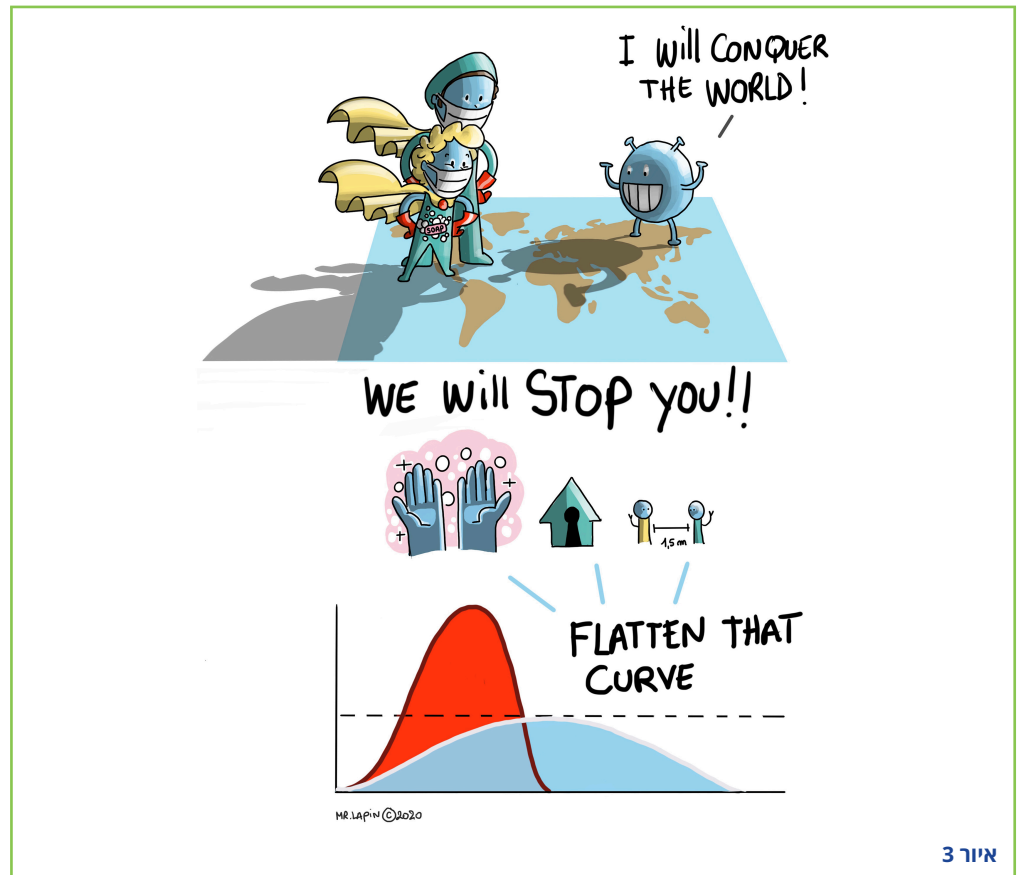 I Will CONQUER
THE WORLD!
SOAP
WE Will STOP YOU!!
1,5 m
FLATTEN THAT
CURVE
MR.LAPIN ©2020
איור 3